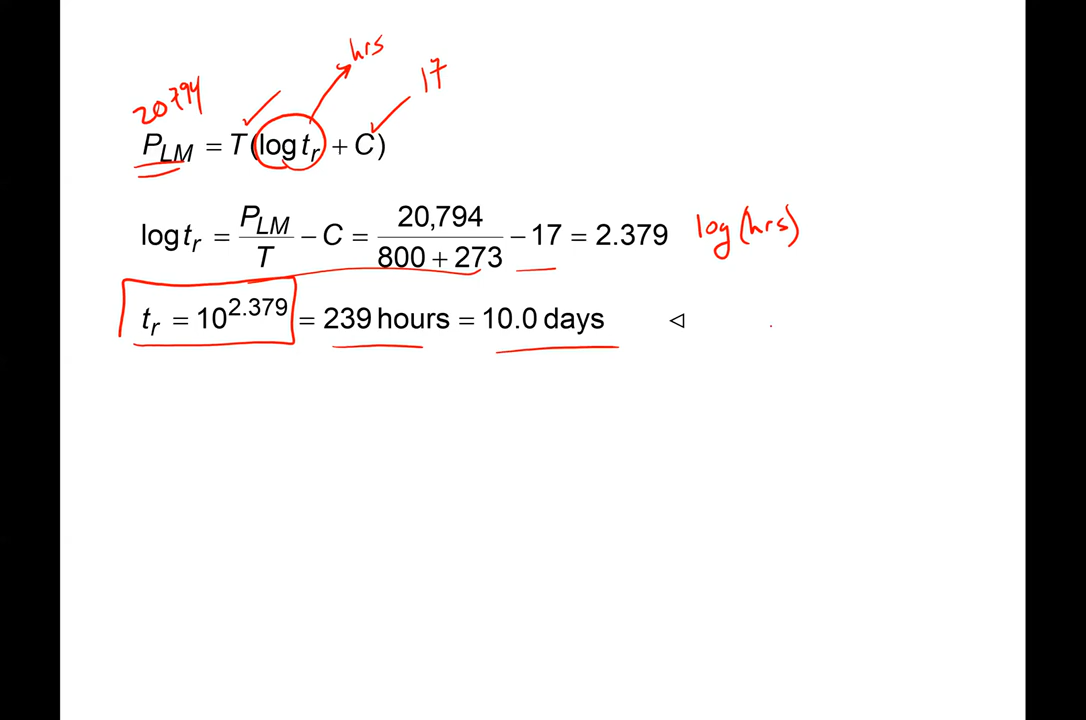 hrs
17
20794
P_LM = T(log t_r + C)
log t_r = P_LM / T − C = 20,794 / (800 + 273) − 17 = 2.379 log(hrs)
t_r = 10^2.379 = 239 hours = 10.0 days ◁